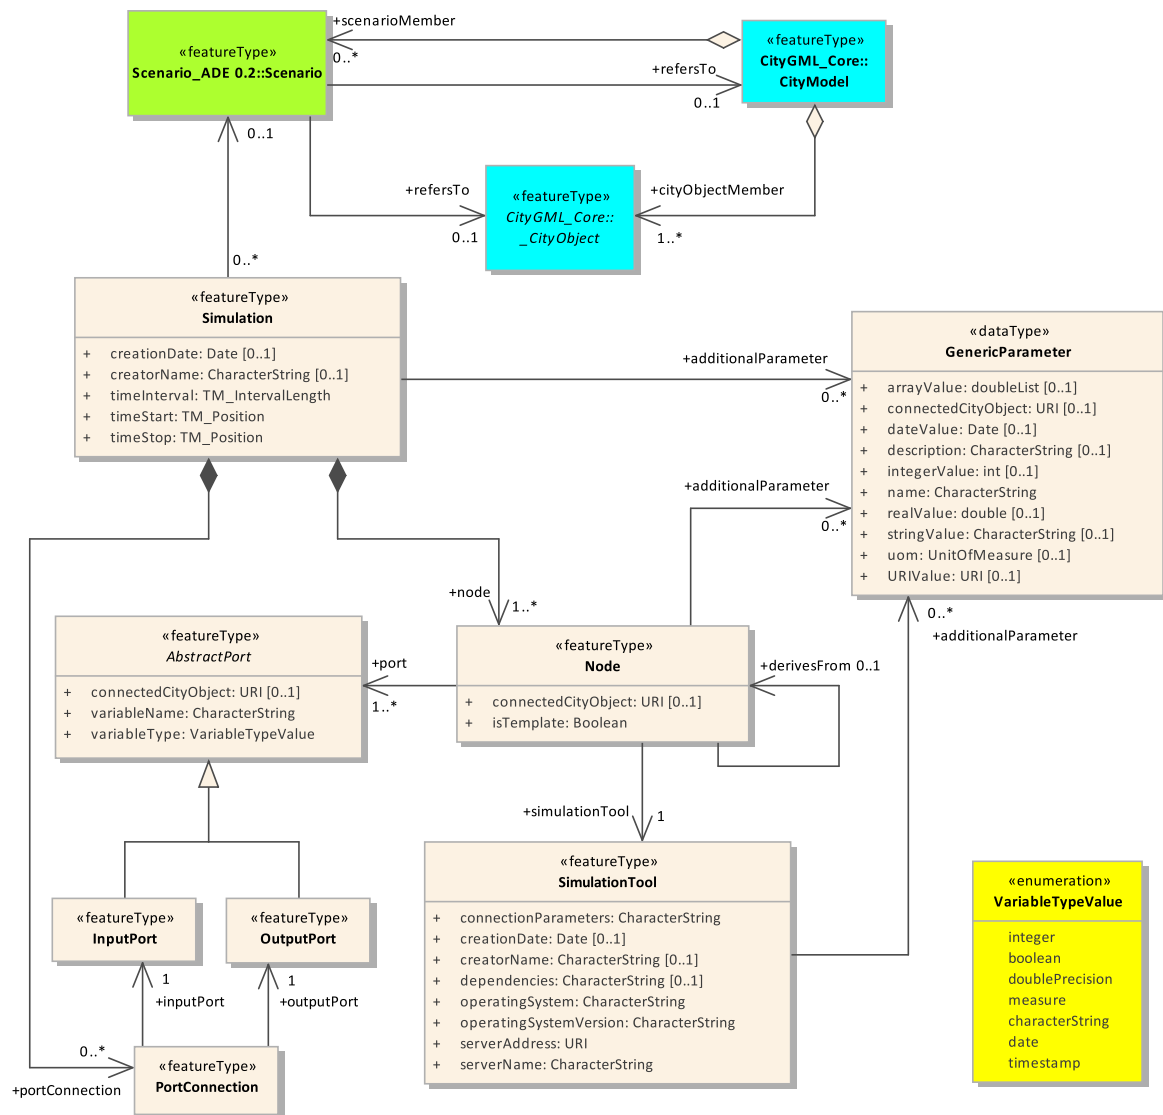 «featureType»
Scenario_ADE 0.2::Scenario
+scenarioMember
0..*
«featureType»
CityGML_Core::
CityModel
+refersTo
0..1
0..1
+refersTo
0..1
«featureType»
CityGML_Core::
_CityObject
+cityObjectMember
1..*
0..*
«featureType»
Simulation
+ creationDate: Date [0..1]
+ creatorName: CharacterString [0..1]
+ timeInterval: TM_IntervalLength
+ timeStart: TM_Position
+ timeStop: TM_Position
+additionalParameter
0..*
«dataType»
GenericParameter
+ arrayValue: doubleList [0..1]
+ connectedCityObject: URI [0..1]
+ dateValue: Date [0..1]
+ description: CharacterString [0..1]
+ integerValue: int [0..1]
+ name: CharacterString
+ realValue: double [0..1]
+ stringValue: CharacterString [0..1]
+ uom: UnitOfMeasure [0..1]
+ URIValue: URI [0..1]
+additionalParameter
0..*
+node
1..*
0..*
+additionalParameter
«featureType»
AbstractPort
+ connectedCityObject: URI [0..1]
+ variableName: CharacterString
+ variableType: VariableTypeValue
+port
1..*
«featureType»
Node
+ connectedCityObject: URI [0..1]
+ isTemplate: Boolean
+derivesFrom 0..1
+simulationTool
1
«featureType»
SimulationTool
+ connectionParameters: CharacterString
+ creationDate: Date [0..1]
+ creatorName: CharacterString [0..1]
+ dependencies: CharacterString [0..1]
+ operatingSystem: CharacterString
+ operatingSystemVersion: CharacterString
+ serverAddress: URI
+ serverName: CharacterString
«enumeration»
VariableTypeValue
integer
boolean
doublePrecision
measure
characterString
date
timestamp
«featureType»
InputPort
«featureType»
OutputPort
1
+inputPort
1
+outputPort
0..*
+portConnection
«featureType»
PortConnection